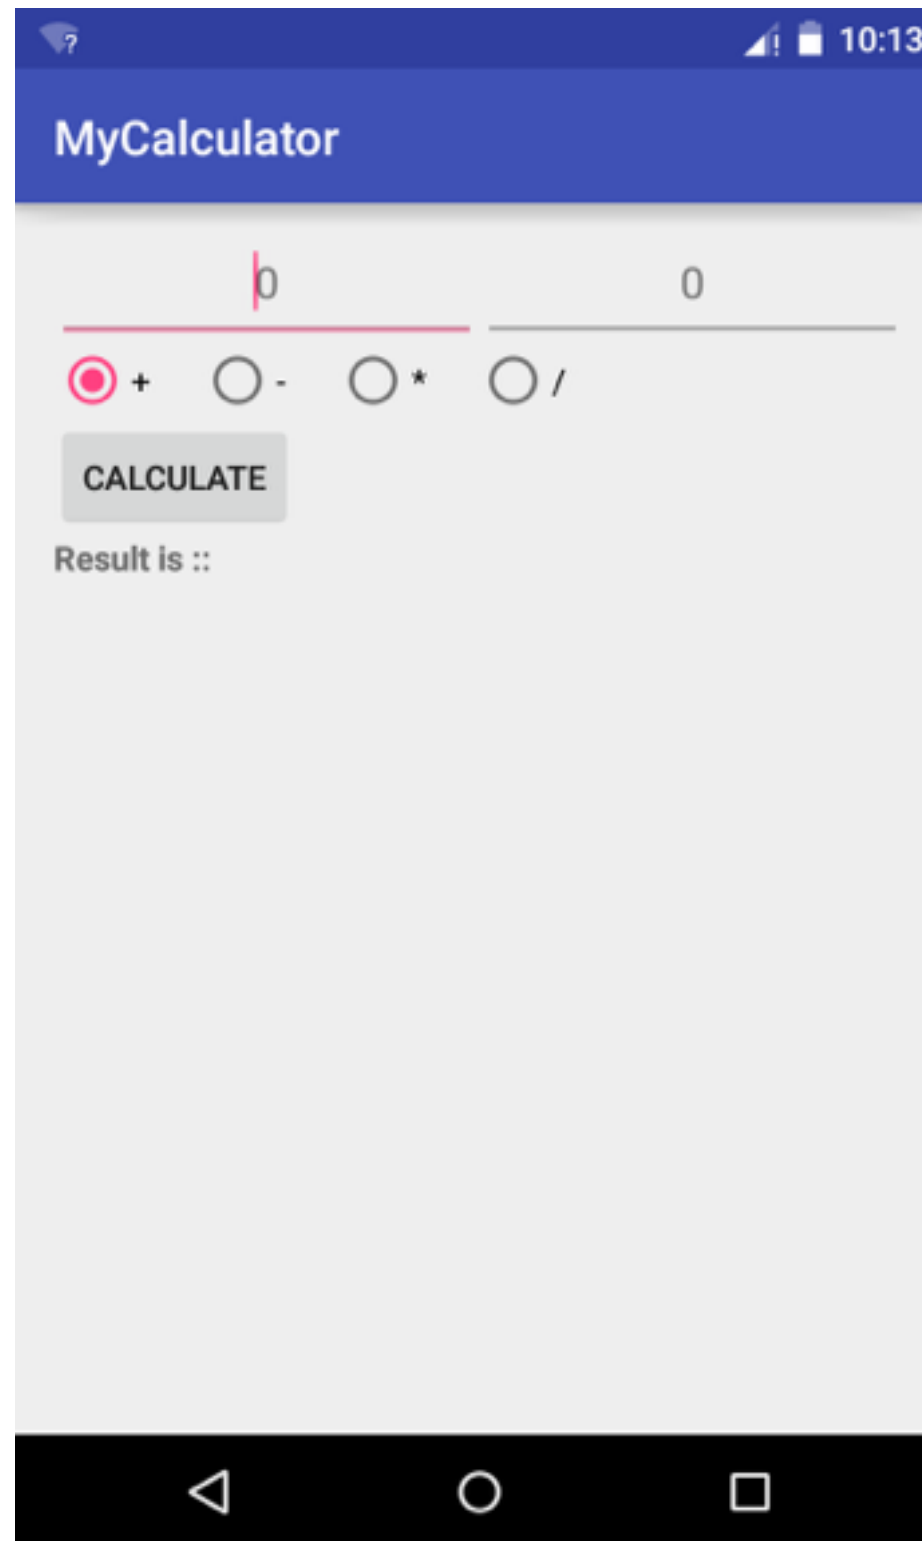 ? ! 10:13
MyCalculator
0 0
+ - * /
CALCULATE
Result is ::